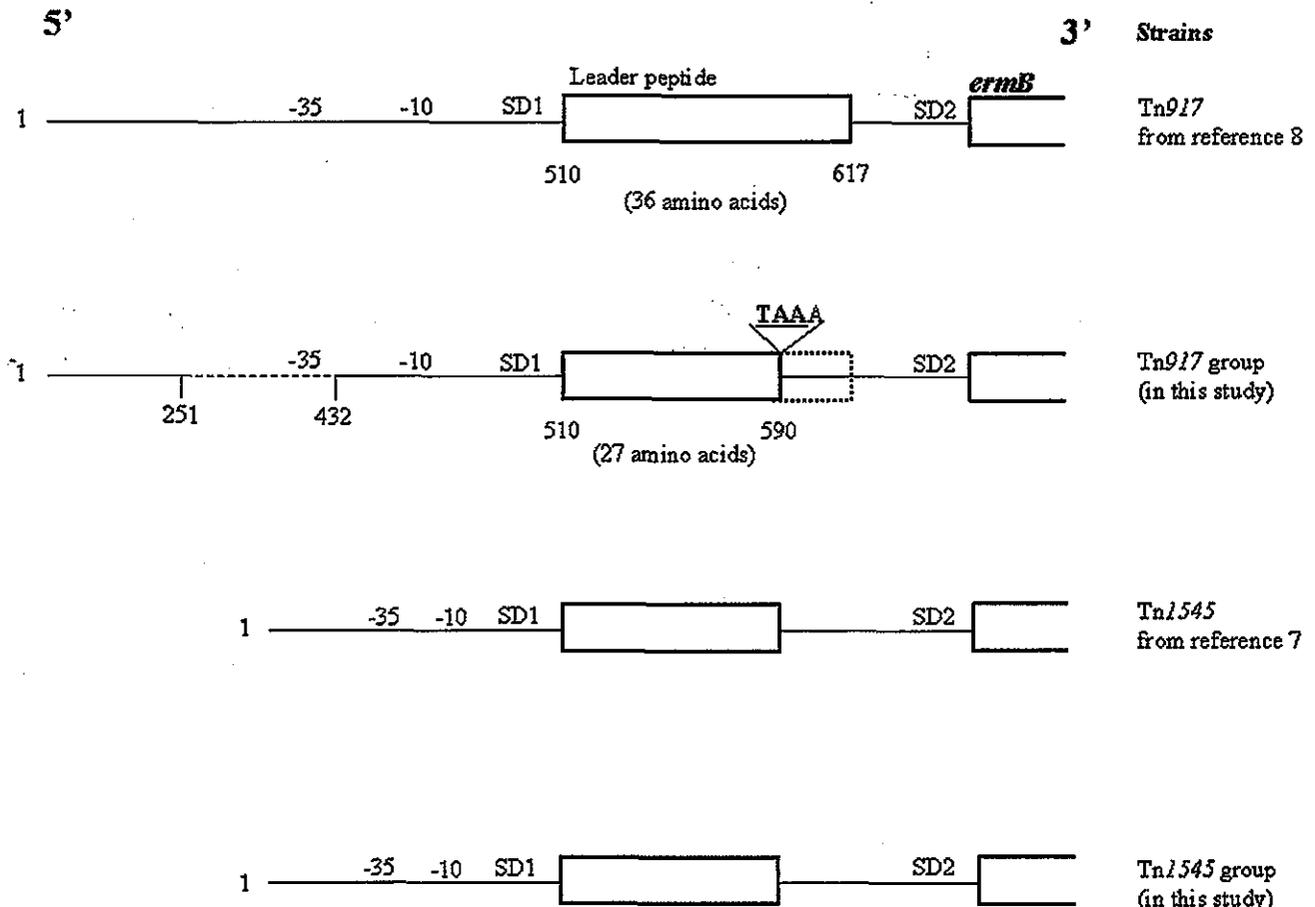 5' 3' Strains
Leader peptide
ermB
1 -35 -10 SD1 SD2 Tn917
from reference 8
510 617
(36 amino acids)
TAAA
1 -35 -10 SD1 SD2 Tn917 group
(in this study)
251 432
510 590
(27 amino acids)
1 -35 -10 SD1 SD2 Tn1545
from reference 7
1 -35 -10 SD1 SD2 Tn1545 group
(in this study)